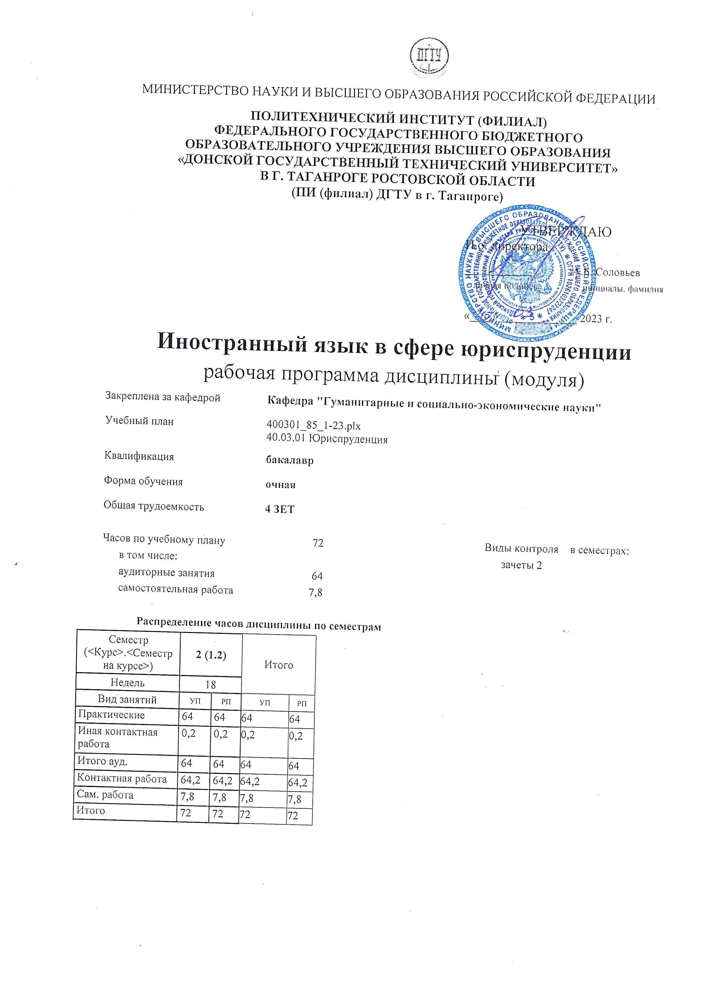 ДГТУ
МИНИСТЕРСТВО НАУКИ И ВЫСШЕГО ОБРАЗОВАНИЯ РОССИЙСКОЙ ФЕДЕРАЦИИ
ПОЛИТЕХНИЧЕСКИЙ ИНСТИТУТ (ФИЛИАЛ)
ФЕДЕРАЛЬНОГО ГОСУДАРСТВЕННОГО БЮДЖЕТНОГО
ОБРАЗОВАТЕЛЬНОГО УЧРЕЖДЕНИЯ ВЫСШЕГО ОБРАЗОВАНИЯ
«ДОНСКОЙ ГОСУДАРСТВЕННЫЙ ТЕХНИЧЕСКИЙ УНИВЕРСИТЕТ»
В Г. ТАГАНРОГЕ РОСТОВСКОЙ ОБЛАСТИ
(ПИ (филиал) ДГТУ в г. Таганроге)
УТВЕРЖДАЮ
И.о. директора
А.Б. Соловьев
личная подпись инициалы, фамилия
2023 г.
Иностранный язык в сфере юриспруденции
рабочая программа дисциплины (модуля)
Закреплена за кафедрой Кафедра "Гуманитарные и социально-экономические науки"
Учебный план 400301_85_1-23.plx
40.03.01 Юриспруденция
Квалификация бакалавр
Форма обучения очная
Общая трудоемкость 4 ЗЕТ
Часов по учебному плану 72 Виды контроля в семестрах:
в том числе: зачеты 2
аудиторные занятия 64
самостоятельная работа 7,8
Распределение часов дисциплины по семестрам
Семестр
(<Курс>.<Семестр 2 (1.2) Итого
на курсе>)
Недель 18
Вид занятий УП РП УП РП
Практические 64 64 64 64
Иная контактная 0,2 0,2 0,2 0,2
работа
Итого ауд. 64 64 64 64
Контактная работа 64,2 64,2 64,2 64,2
Сам. работа 7,8 7,8 7,8 7,8
Итого 72 72 72 72